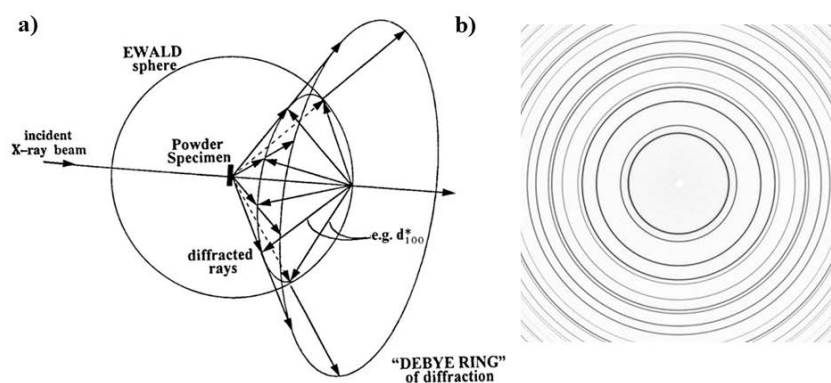 a)
b)
EWALD
sphere
incident
X–ray beam
Powder
Specimen
e.g. d*100
diffracted
rays
“DEBYE RING”
of diffraction